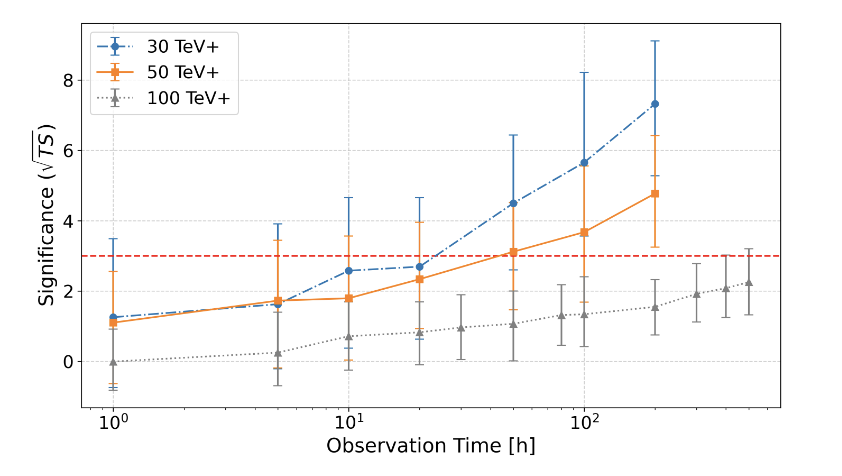 30 TeV+
50 TeV+
100 TeV+
Significance (√TS)
8
6
4
2
0
10⁰
10¹
10²
Observation Time [h]